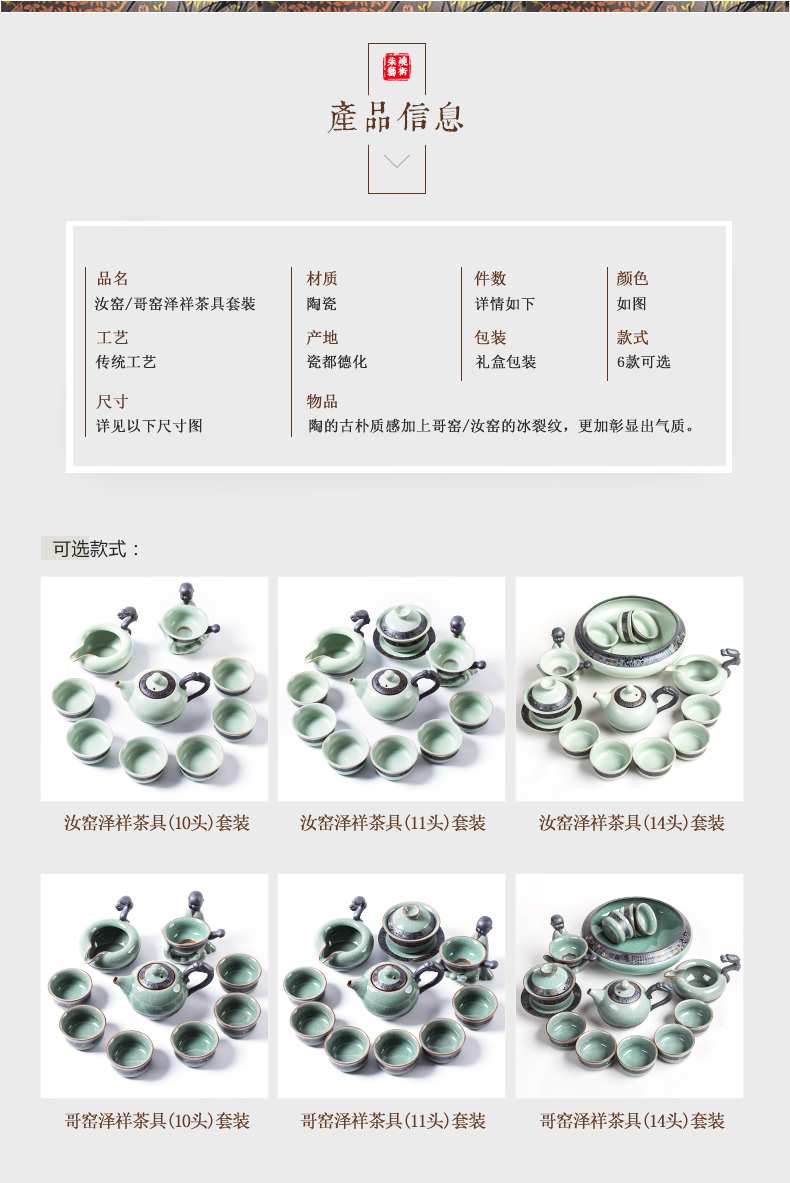 朱燒
藝術
產品信息
品名
材质
件数
颜色
汝窑/哥窑泽祥茶具套装
陶瓷
详情如下
如图
工艺
产地
包装
款式
传统工艺
瓷都德化
礼盒包装
6款可选
尺寸
物品
详见以下尺寸图
陶的古朴质感加上哥窑/汝窑的冰裂纹，更加彰显出气质。
可选款式：
汝窑泽祥茶具(10头)套装
汝窑泽祥茶具(11头)套装
汝窑泽祥茶具(14头)套装
哥窑泽祥茶具(10头)套装
哥窑泽祥茶具(11头)套装
哥窑泽祥茶具(14头)套装